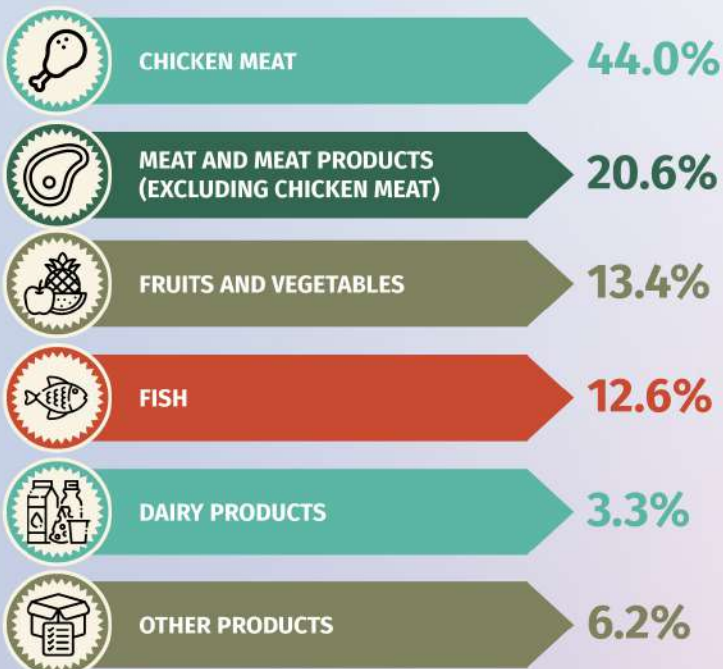 CHICKEN MEAT
44.0%
MEAT AND MEAT PRODUCTS
(EXCLUDING CHICKEN MEAT)
20.6%
FRUITS AND VEGETABLES
13.4%
FISH
12.6%
DAIRY PRODUCTS
3.3%
OTHER PRODUCTS
6.2%